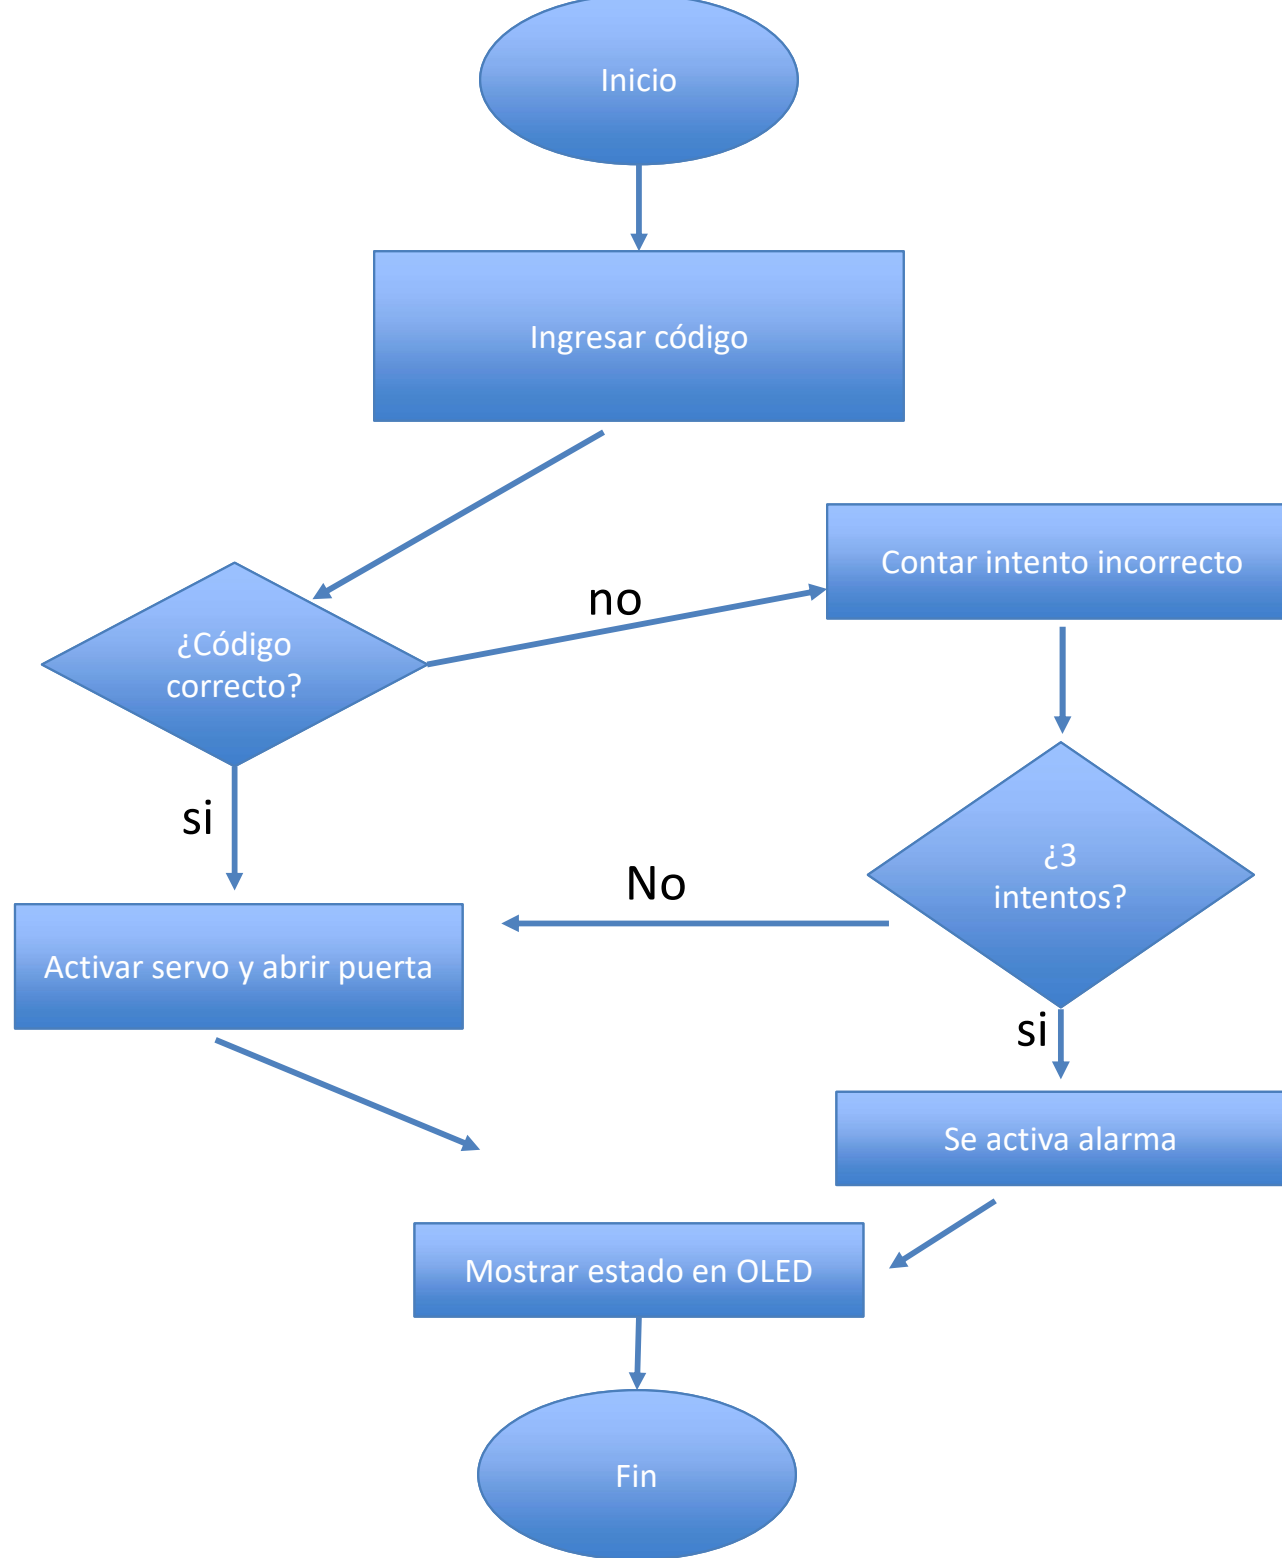 Inicio
Ingresar código
Contar intento incorrecto
no
¿Código
correcto?
si
¿3
intentos?
No
Activar servo y abrir puerta
si
Se activa alarma
Mostrar estado en OLED
Fin